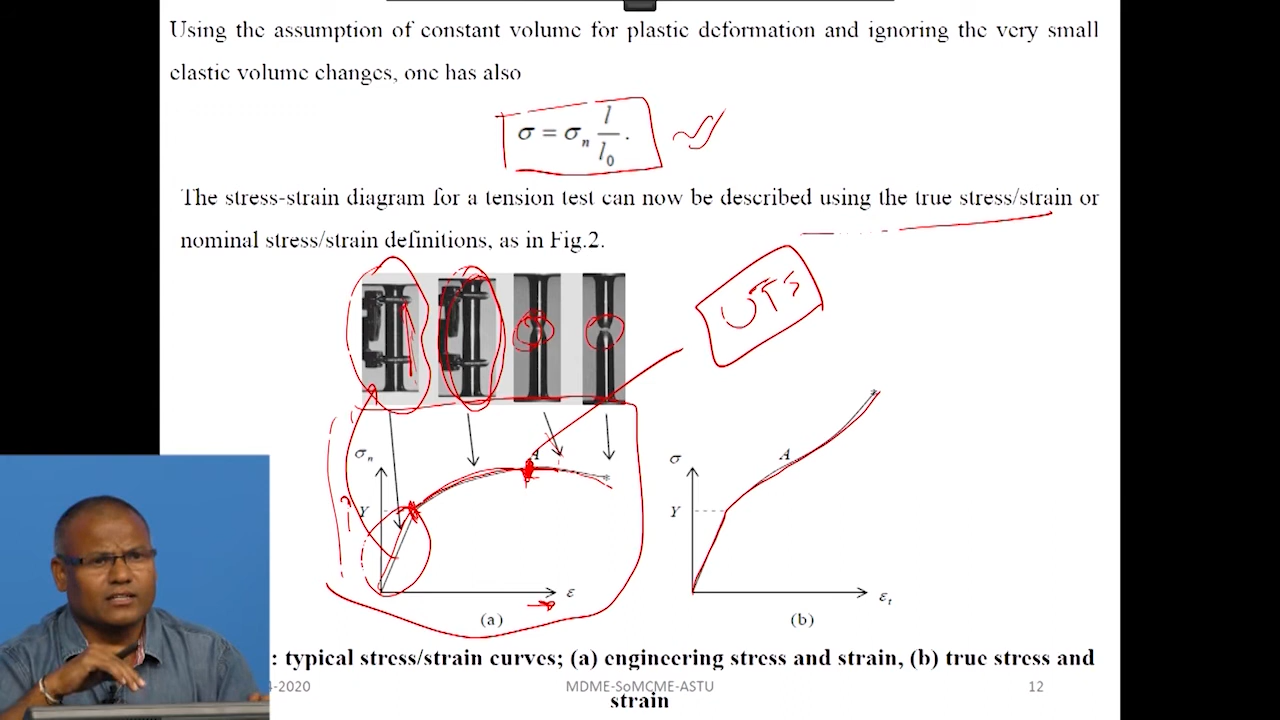 Using the assumption of constant volume for plastic deformation and ignoring the very small
elastic volume changes, one has also
σ = σn l/l0.
The stress-strain diagram for a tension test can now be described using the true stress/strain or
nominal stress/strain definitions, as in Fig.2.
UTS
σn A σ A
Y Y
ε εt
(a) (b)
: typical stress/strain curves; (a) engineering stress and strain, (b) true stress and
-2020 MDME-SoMCME-ASTU 12
strain